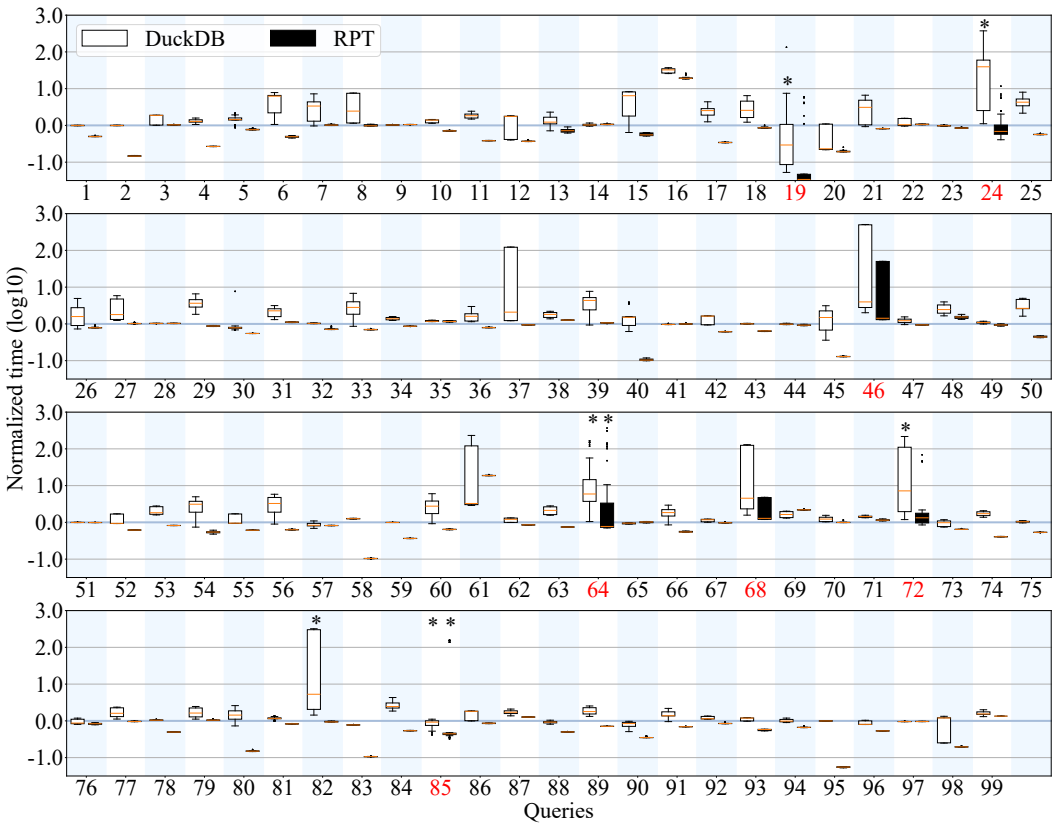 Normalized time (log10)
DuckDB RPT
3.0
2.0
1.0
0.0
-1.0
* *
1 2 3 4 5 6 7 8 9 10 11 12 13 14 15 16 17 18 19 20 21 22 23 24 25
3.0
2.0
1.0
0.0
-1.0
26 27 28 29 30 31 32 33 34 35 36 37 38 39 40 41 42 43 44 45 46 47 48 49 50
3.0
2.0
1.0
0.0
-1.0
* * *
51 52 53 54 55 56 57 58 59 60 61 62 63 64 65 66 67 68 69 70 71 72 73 74 75
3.0
2.0
1.0
0.0
-1.0
* * *
76 77 78 79 80 81 82 83 84 85 86 87 88 89 90 91 92 93 94 95 96 97 98 99
Queries